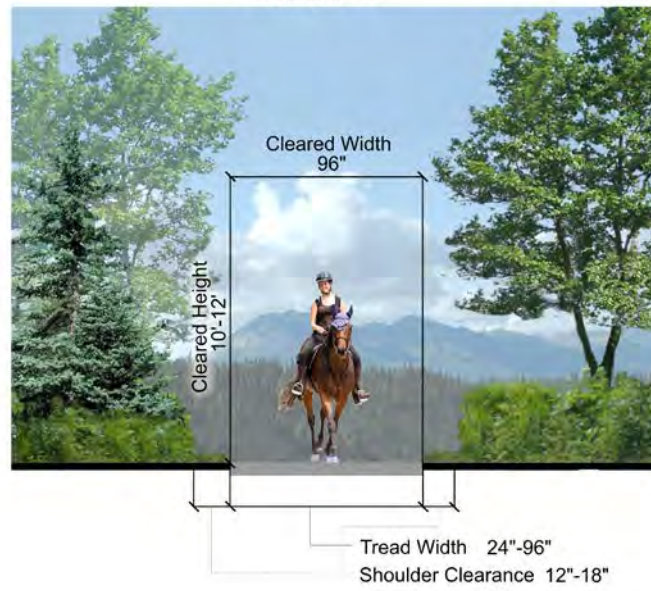 Cleared Width
96"
Cleared Height
10'-12'
Tread Width 24"-96"
Shoulder Clearance 12"-18"